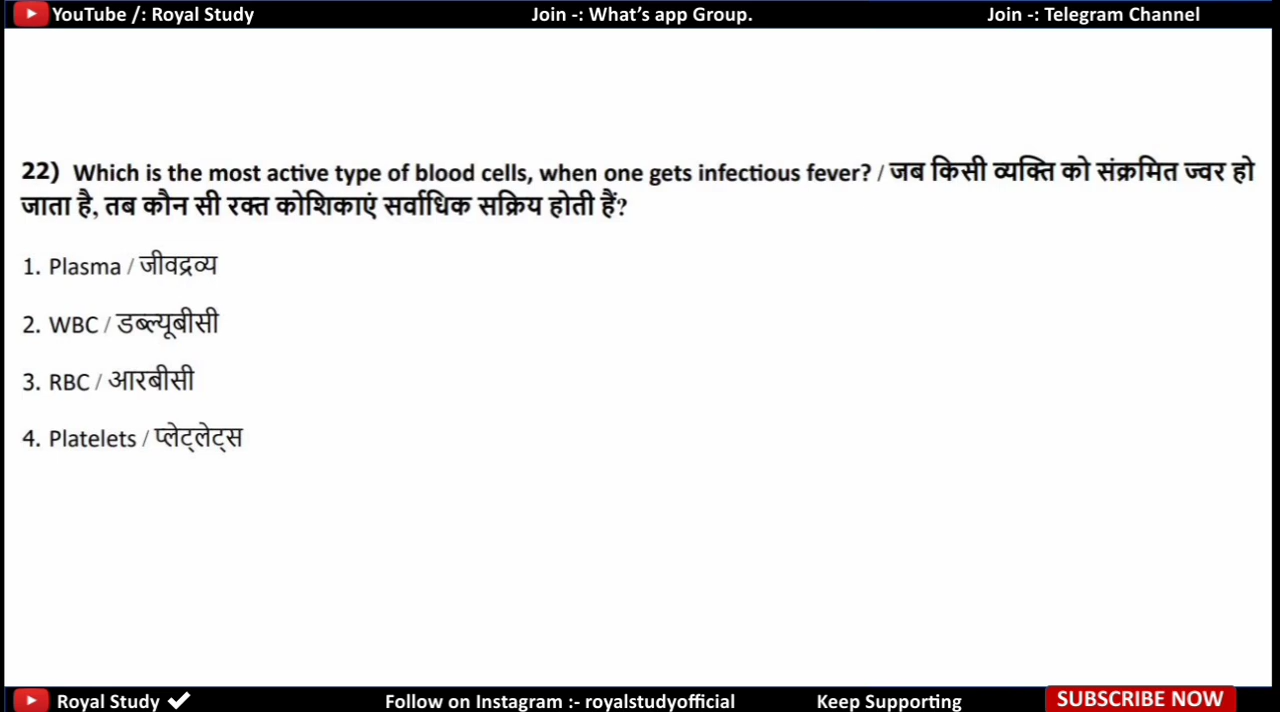 YouTube /: Royal Study Join -: What's app Group. Join -: Telegram Channel
22) Which is the most active type of blood cells, when one gets infectious fever? / जब किसी व्यक्ति को संक्रमित ज्वर हो
जाता है, तब कौन सी रक्त कोशिकाएं सर्वाधिक सक्रिय होती हैं?
1. Plasma / जीवद्रव्य
2. WBC / डब्ल्यूबीसी
3. RBC / आरबीसी
4. Platelets / प्लेट्लेट्स
Royal Study Follow on Instagram :- royalstudyofficial Keep Supporting SUBSCRIBE NOW